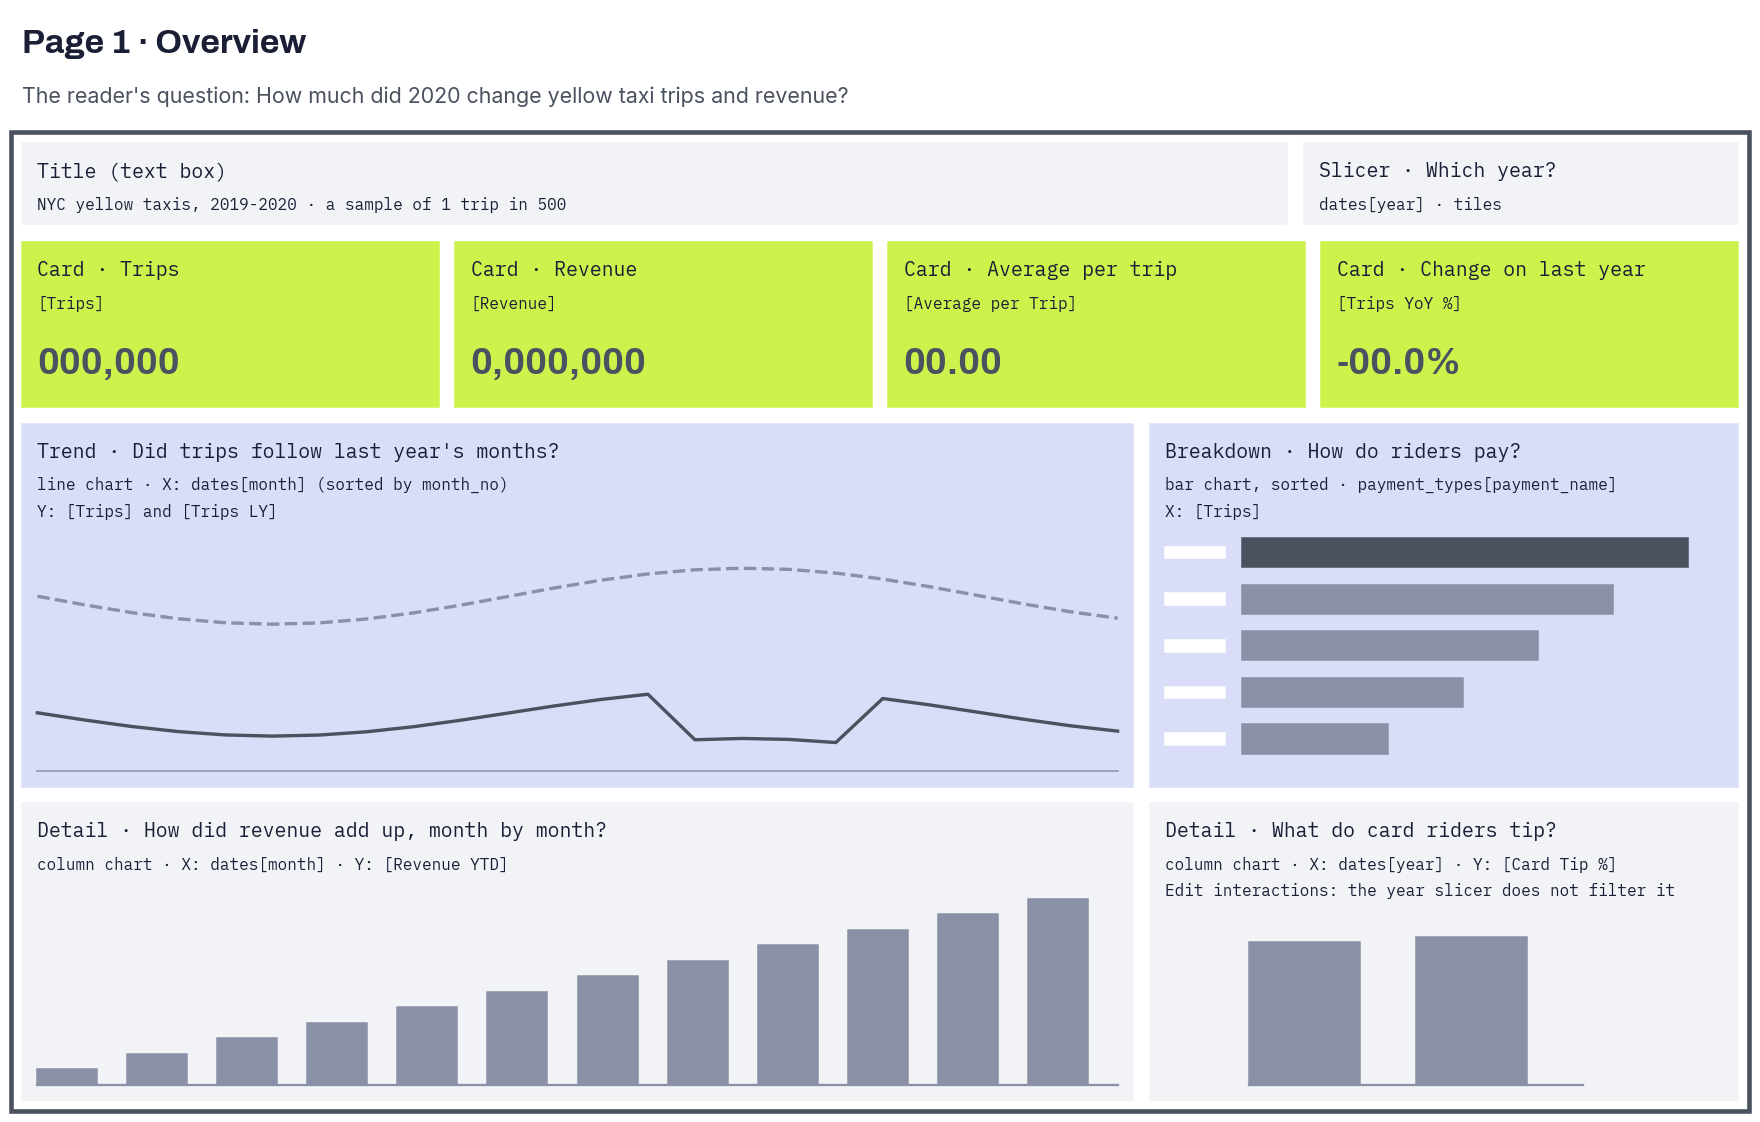 Page 1 · Overview
The reader's question: How much did 2020 change yellow taxi trips and revenue?
Title (text box)
NYC yellow taxis, 2019-2020 · a sample of 1 trip in 500
Slicer · Which year?
dates[year] · tiles
Card · Trips
[Trips]
000,000
Card · Revenue
[Revenue]
0,000,000
Card · Average per trip
[Average per Trip]
00.00
Card · Change on last year
[Trips YoY %]
-00.0%
Trend · Did trips follow last year's months?
line chart · X: dates[month] (sorted by month_no)
Y: [Trips] and [Trips LY]
Breakdown · How do riders pay?
bar chart, sorted · payment_types[payment_name]
X: [Trips]
Detail · How did revenue add up, month by month?
column chart · X: dates[month] · Y: [Revenue YTD]
Detail · What do card riders tip?
column chart · X: dates[year] · Y: [Card Tip %]
Edit interactions: the year slicer does not filter it